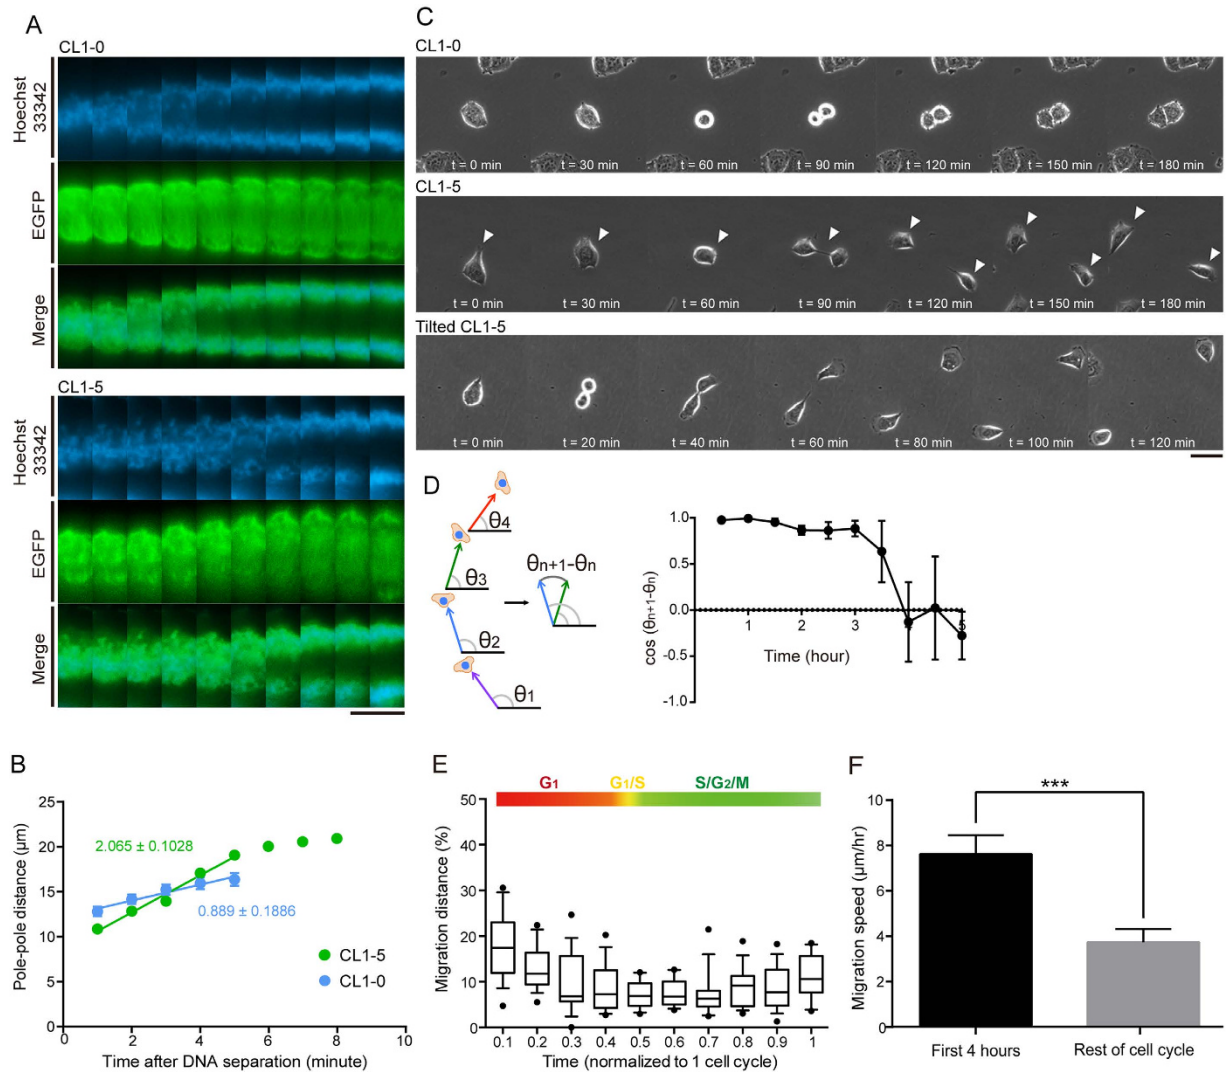 A
CL1-0
Hoechst
33342
EGFP
Merge
CL1-5
Hoechst
33342
EGFP
Merge
C
CL1-0
t = 0 min
t = 30 min
t = 60 min
t = 90 min
t = 120 min
t = 150 min
t = 180 min
CL1-5
t = 0 min
t = 30 min
t = 60 min
t = 90 min
t = 120 min
t = 150 min
t = 180 min
Tilted CL1-5
t = 0 min
t = 20 min
t = 40 min
t = 60 min
t = 80 min
t = 100 min
t = 120 min
D
θ4
θ3
θn+1-θn
θ2
θ1
cos (θn+1-θn)
1.0
0.5
0.0
-0.5
-1.0
1
2
3
5
Time (hour)
B
Pole-pole distance (μm)
25
20
15
10
5
0
2.065 ± 0.1028
0.889 ± 0.1886
CL1-5
CL1-0
0
2
4
6
8
10
Time after DNA separation (minute)
E
G1
G1/S
S/G2/M
Migration distance (%)
50
40
30
20
10
0
0.1
0.2
0.3
0.4
0.5
0.6
0.7
0.8
0.9
1
Time (normalized to 1 cell cycle)
F
Migration speed (μm/hr)
10
8
6
4
2
0
***
First 4 hours
Rest of cell cycle